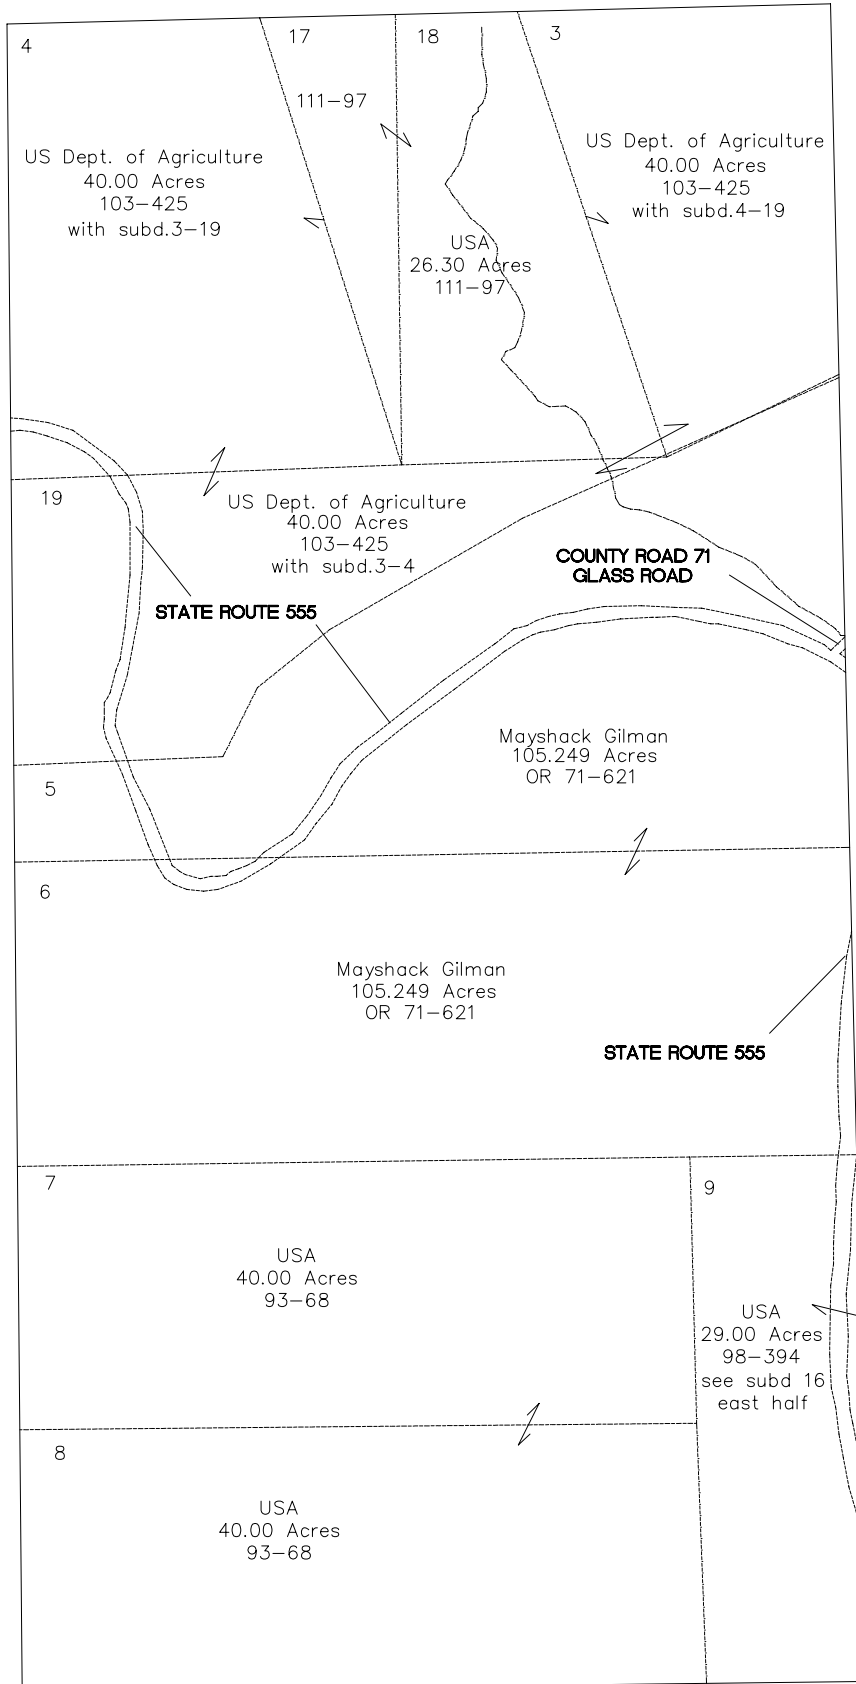 4
17
18
3
111-97
US Dept. of Agriculture
40.00 Acres
103-425
with subd.3-19
US Dept. of Agriculture
40.00 Acres
103-425
with subd.4-19
USA
26.30 Acres
111-97
19
US Dept. of Agriculture
40.00 Acres
103-425
with subd.3-4
COUNTY ROAD 71
GLASS ROAD
STATE ROUTE 555
Mayshack Gilman
105.249 Acres
OR 71-621
5
6
Mayshack Gilman
105.249 Acres
OR 71-621
STATE ROUTE 555
7
9
USA
40.00 Acres
93-68
USA
29.00 Acres
98-394
see subd 16
east half
8
USA
40.00 Acres
93-68